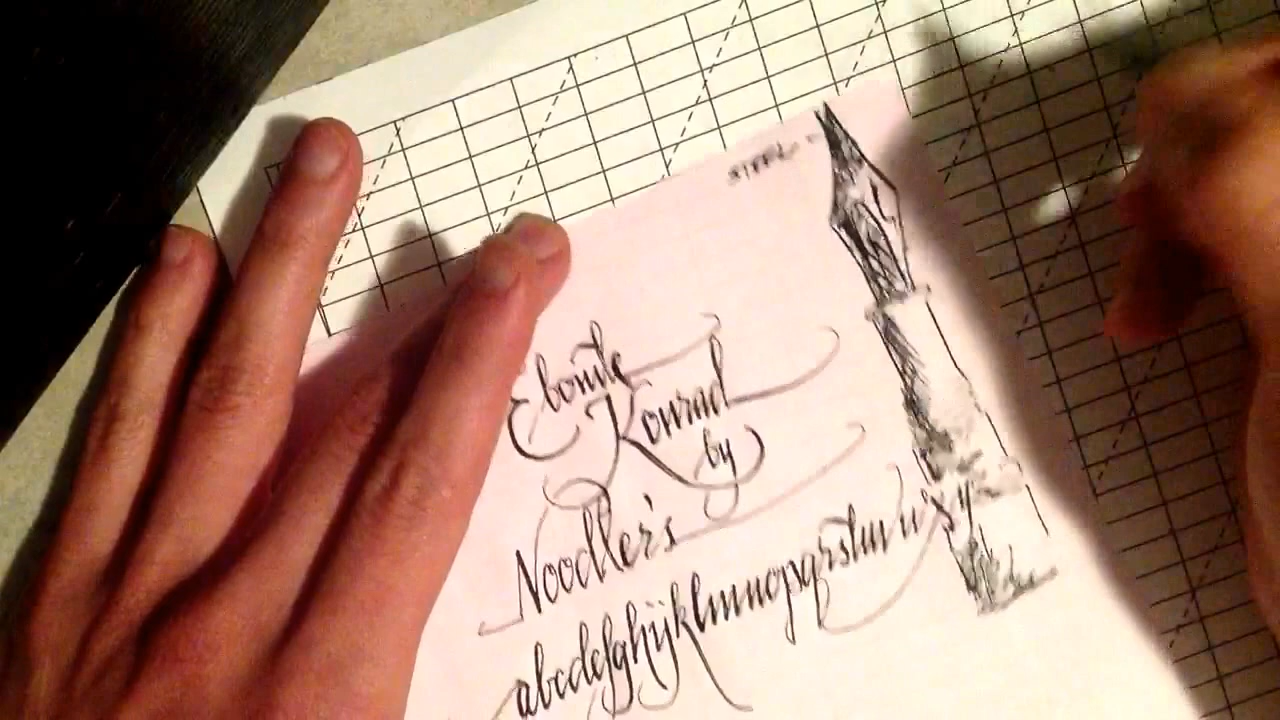 Ebonite
Konrad
by
Noodler's
abcdefghijklmnopqrstuvwxy